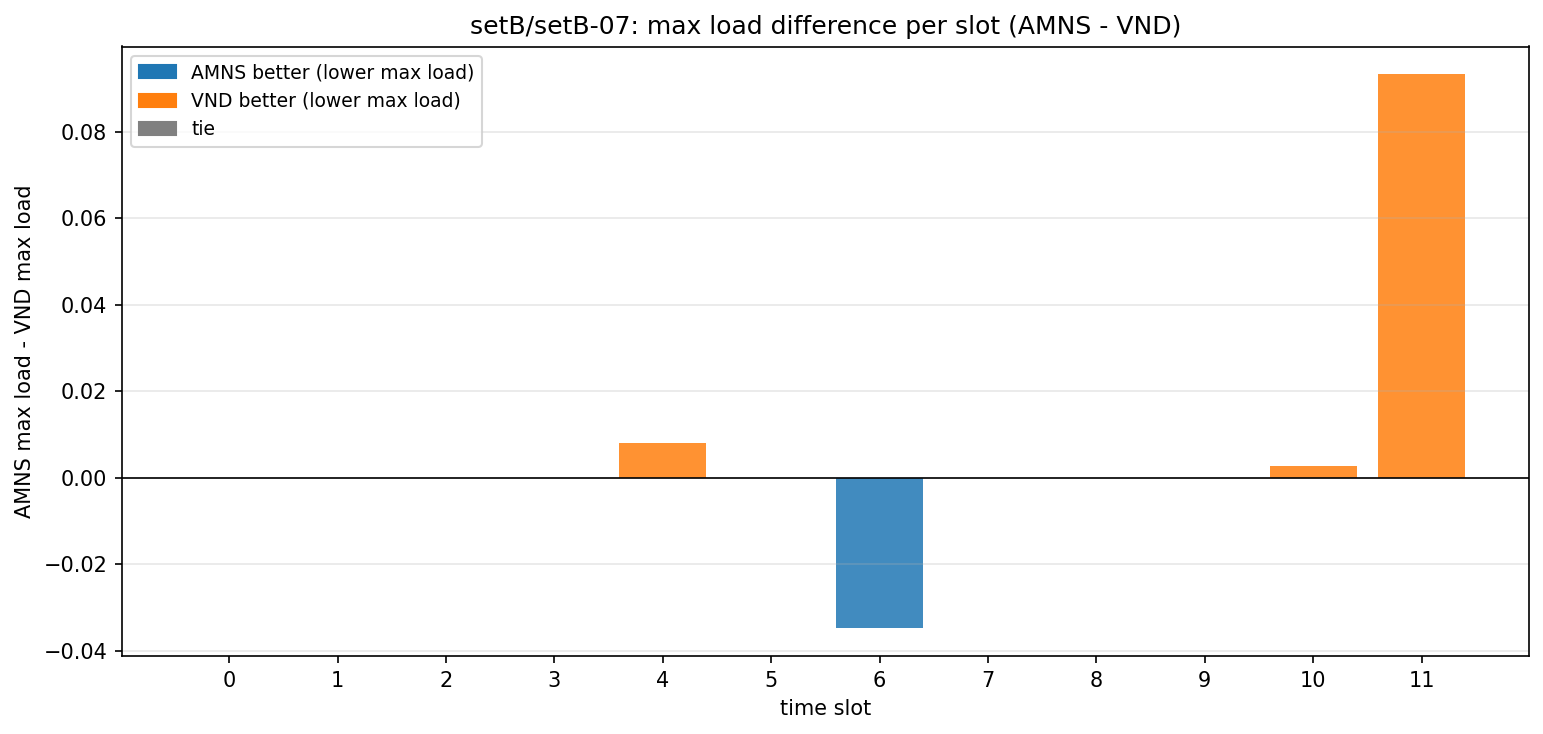 setB/setB-07: max load difference per slot (AMNS - VND)
AMNS better (lower max load)
VND better (lower max load)
tie
AMNS max load - VND max load
0.08
0.06
0.04
0.02
0.00
−0.02
−0.04
0 1 2 3 4 5 6 7 8 9 10 11
time slot